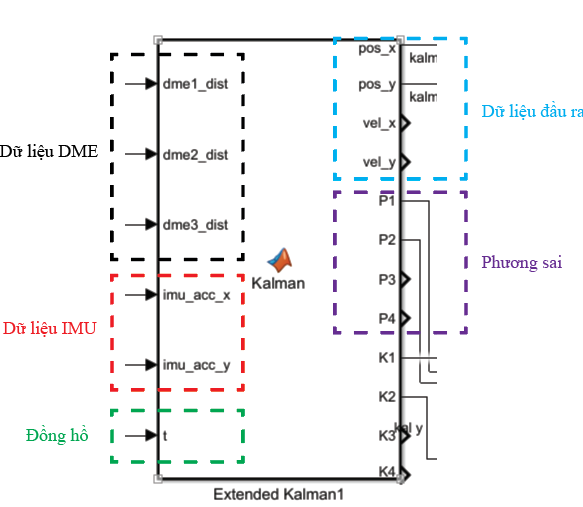 Dữ liệu DME
Dữ liệu IMU
Đồng hồ
dme1_dist
dme2_dist
dme3_dist
imu_acc_x
imu_acc_y
t
Kalman
pos_x
pos_y
vel_x
vel_y
P1
P2
P3
P4
K1
K2
K3
K4
kalm
kalm
kal y
Dữ liệu đầu ra
Phương sai
Extended Kalman1